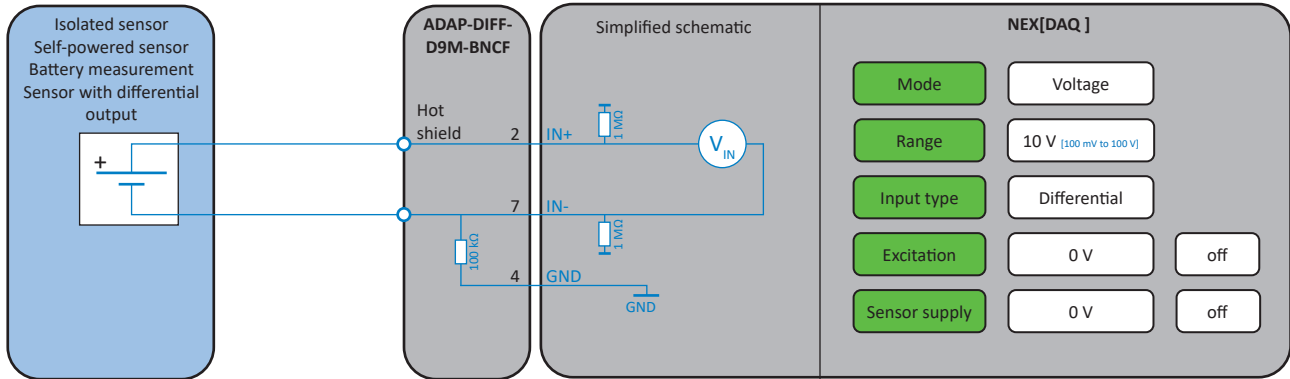 Isolated sensor
Self-powered sensor
Battery measurement
Sensor with differential
output
+
ADAP-DIFF-
D9M-BNCF
Hot
shield
2
7
4
100 kΩ
Simplified schematic
IN+
1 MΩ
VIN
IN-
1 MΩ
GND
GND
NEX[DAQ ]
Mode Voltage
Range 10 V [100 mV to 100 V]
Input type Differential
Excitation 0 V off
Sensor supply 0 V off